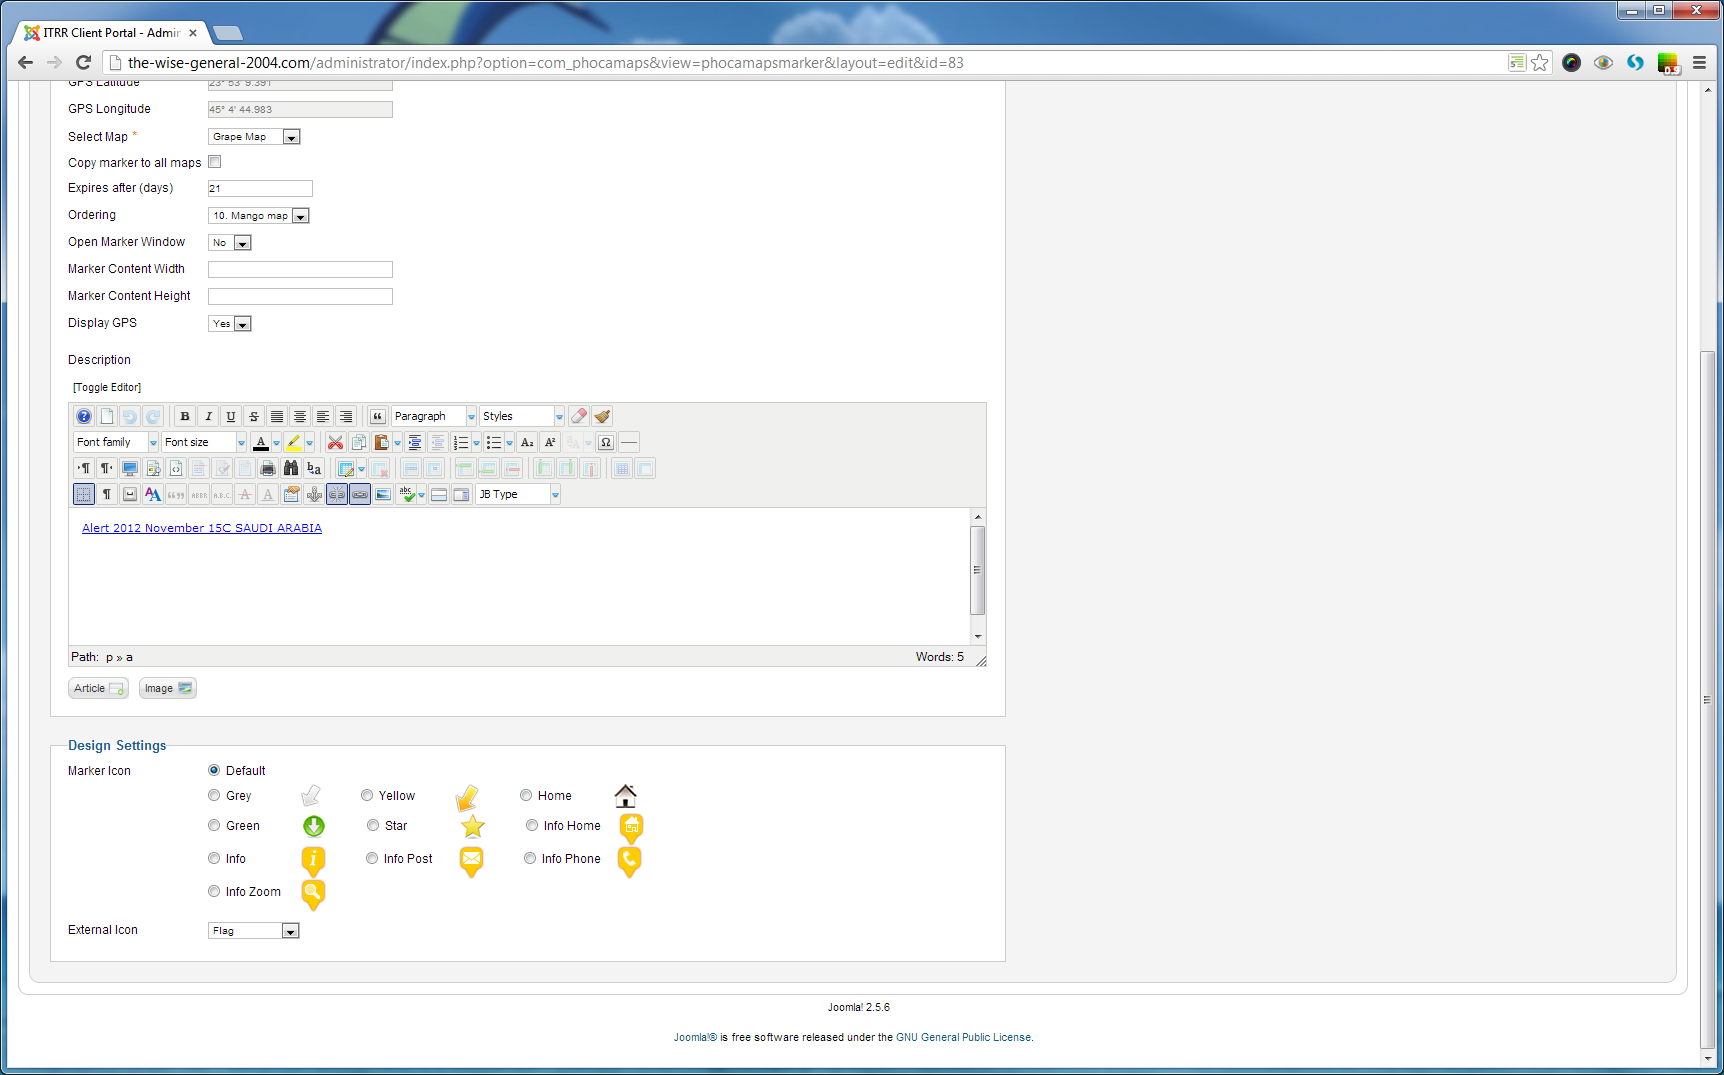 ITRR Client Portal - Admin
the-wise-general-2004.com/administrator/index.php?option=com_phocamaps&view=phocamapsmarker&layout=edit&id=83
GPS Latitude 23° 53' 9.391
GPS Longitude 45° 4' 44.983
Select Map * Grape Map
Copy marker to all maps
Expires after (days) 21
Ordering 10. Mango map
Open Marker Window No
Marker Content Width
Marker Content Height
Display GPS Yes
Description
[Toggle Editor]
B I U S Paragraph Styles
Font family Font size A
JB Type
Alert 2012 November 15C SAUDI ARABIA
Path: p » a Words: 5
Article Image
Design Settings
Marker Icon Default
Grey Yellow Home
Green Star Info Home
Info Info Post Info Phone
Info Zoom
External Icon Flag
Joomla! 2.5.6
Joomla!® is free software released under the GNU General Public License.